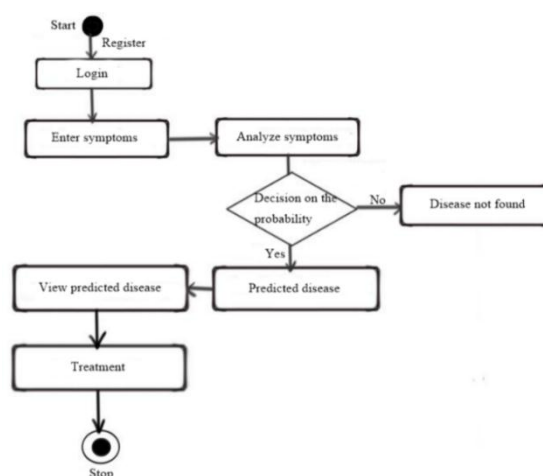 Start
Register
Login
Enter symptoms
Analyze symptoms
Decision on the
probability
No
Disease not found
Yes
View predicted disease
Predicted disease
Treatment
Stop